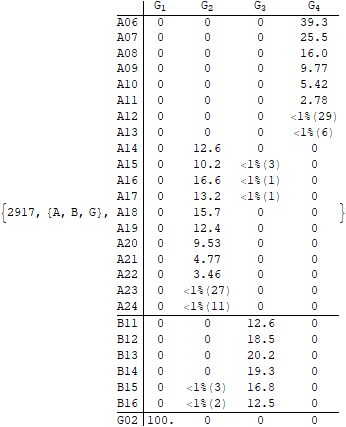 G1 G2 G3 G4
A06 0 0 0 39.3
A07 0 0 0 25.5
A08 0 0 0 16.0
A09 0 0 0 9.77
A10 0 0 0 5.42
A11 0 0 0 2.78
A12 0 0 0 <1%(29)
A13 0 0 0 <1%(6)
A14 0 12.6 0 0
A15 0 10.2 <1%(3) 0
A16 0 16.6 <1%(1) 0
A17 0 13.2 <1%(1) 0
{2917, {A, B, G}, A18 0 15.7 0 0 }
A19 0 12.4 0 0
A20 0 9.53 0 0
A21 0 4.77 0 0
A22 0 3.46 0 0
A23 0 <1%(27) 0 0
A24 0 <1%(11) 0 0
B11 0 0 12.6 0
B12 0 0 18.5 0
B13 0 0 20.2 0
B14 0 0 19.3 0
B15 0 <1%(3) 16.8 0
B16 0 <1%(2) 12.5 0
G02 100. 0 0 0